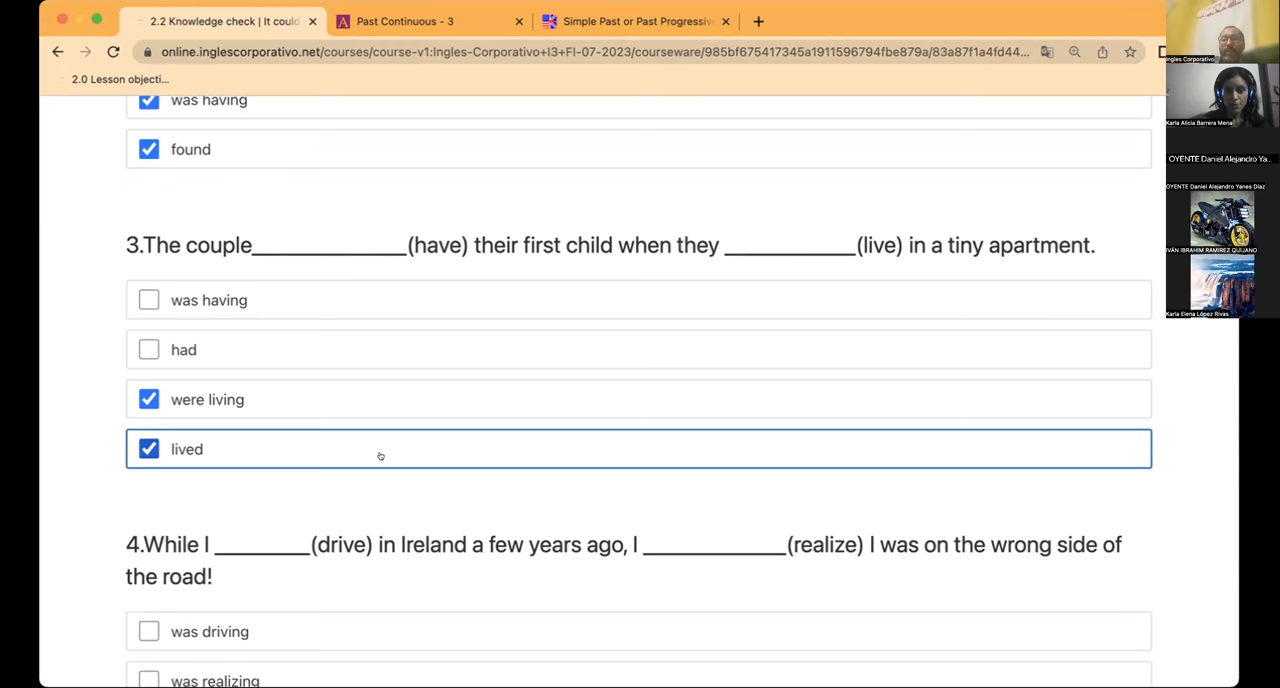 2.2 Knowledge check | It could
Past Continuous - 3
Simple Past or Past Progressiv
online.inglescorporativo.net/courses/course-v1:Ingles-Corporativo+I3+FI-07-2023/courseware/985bf675417345a1911596794fbe879a/83a87f1a4fd44...
2.0 Lesson objecti...
was having
found
3.The couple______________(have) their first child when they ____________(live) in a tiny apartment.
was having
had
were living
lived
4.While I _________(drive) in Ireland a few years ago, I _____________(realize) I was on the wrong side of
the road!
was driving
was realizing
Ingles Corporativo
Karla Alicia Barrera Mena
OYENTE Daniel Alejandro Ya...
OYENTE Daniel Alejandro Yanes Díaz
IVÁN IBRAHIM RAMIREZ QUIJANO
Karla Elena López Rivas